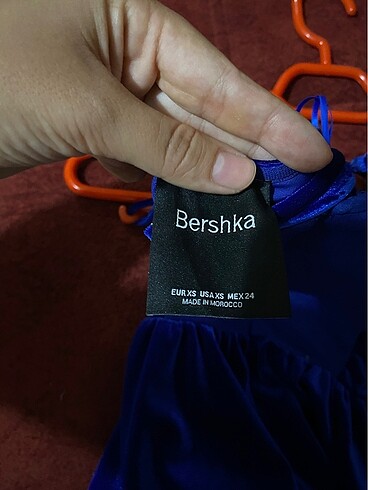 Bershka
EUR XS USA XS MEX 24
MADE IN MOROCCO